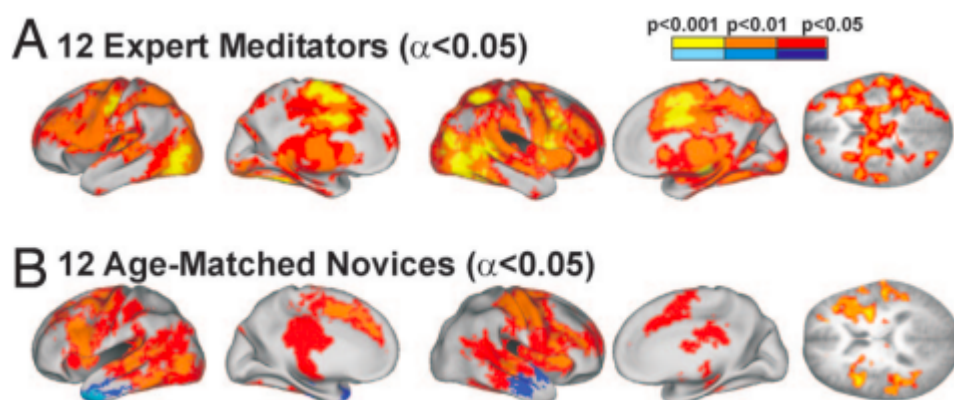 p<0.001 p<0.01 p<0.05
A 12 Expert Meditators (α<0.05)
B 12 Age-Matched Novices (α<0.05)